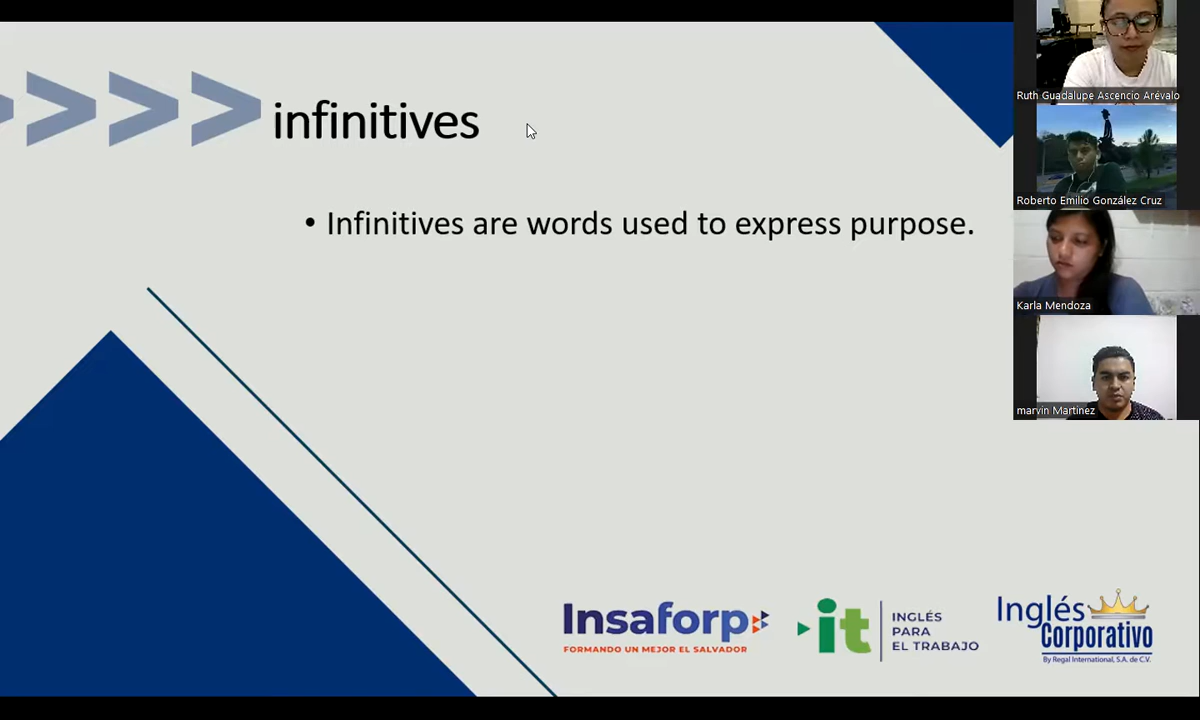 infinitives
• Infinitives are words used to express purpose.
Ruth Guadalupe Ascencio Arévalo
Roberto Emilio González Cruz
Karla Mendoza
marvin Martinez
Insaforp
FORMANDO UN MEJOR EL SALVADOR
it
INGLÉS
PARA
EL TRABAJO
Inglés
Corporativo
By Regal International, S.A. de C.V.